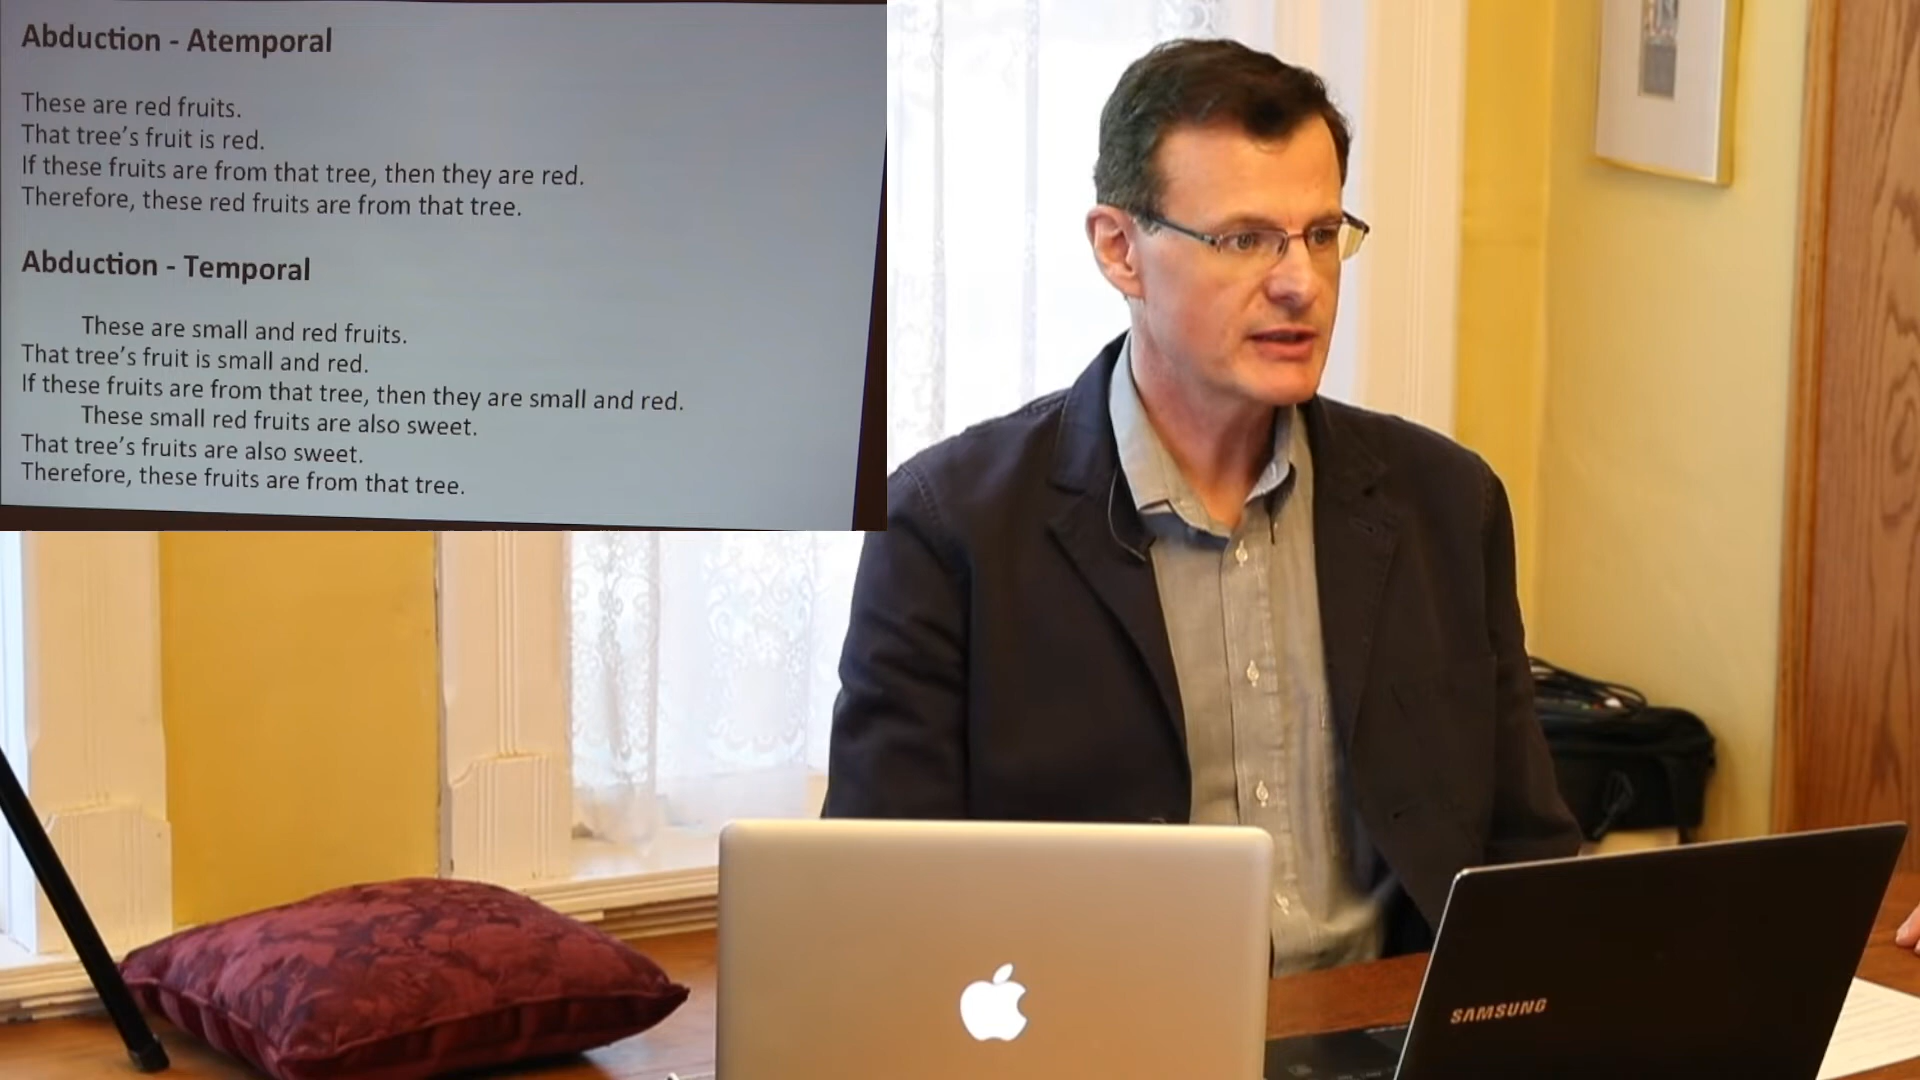 Abduction - Atemporal
These are red fruits.
That tree's fruit is red.
If these fruits are from that tree, then they are red.
Therefore, these red fruits are from that tree.
Abduction - Temporal
These are small and red fruits.
That tree's fruit is small and red.
If these fruits are from that tree, then they are small and red.
These small red fruits are also sweet.
That tree's fruits are also sweet.
Therefore, these fruits are from that tree.
SAMSUNG